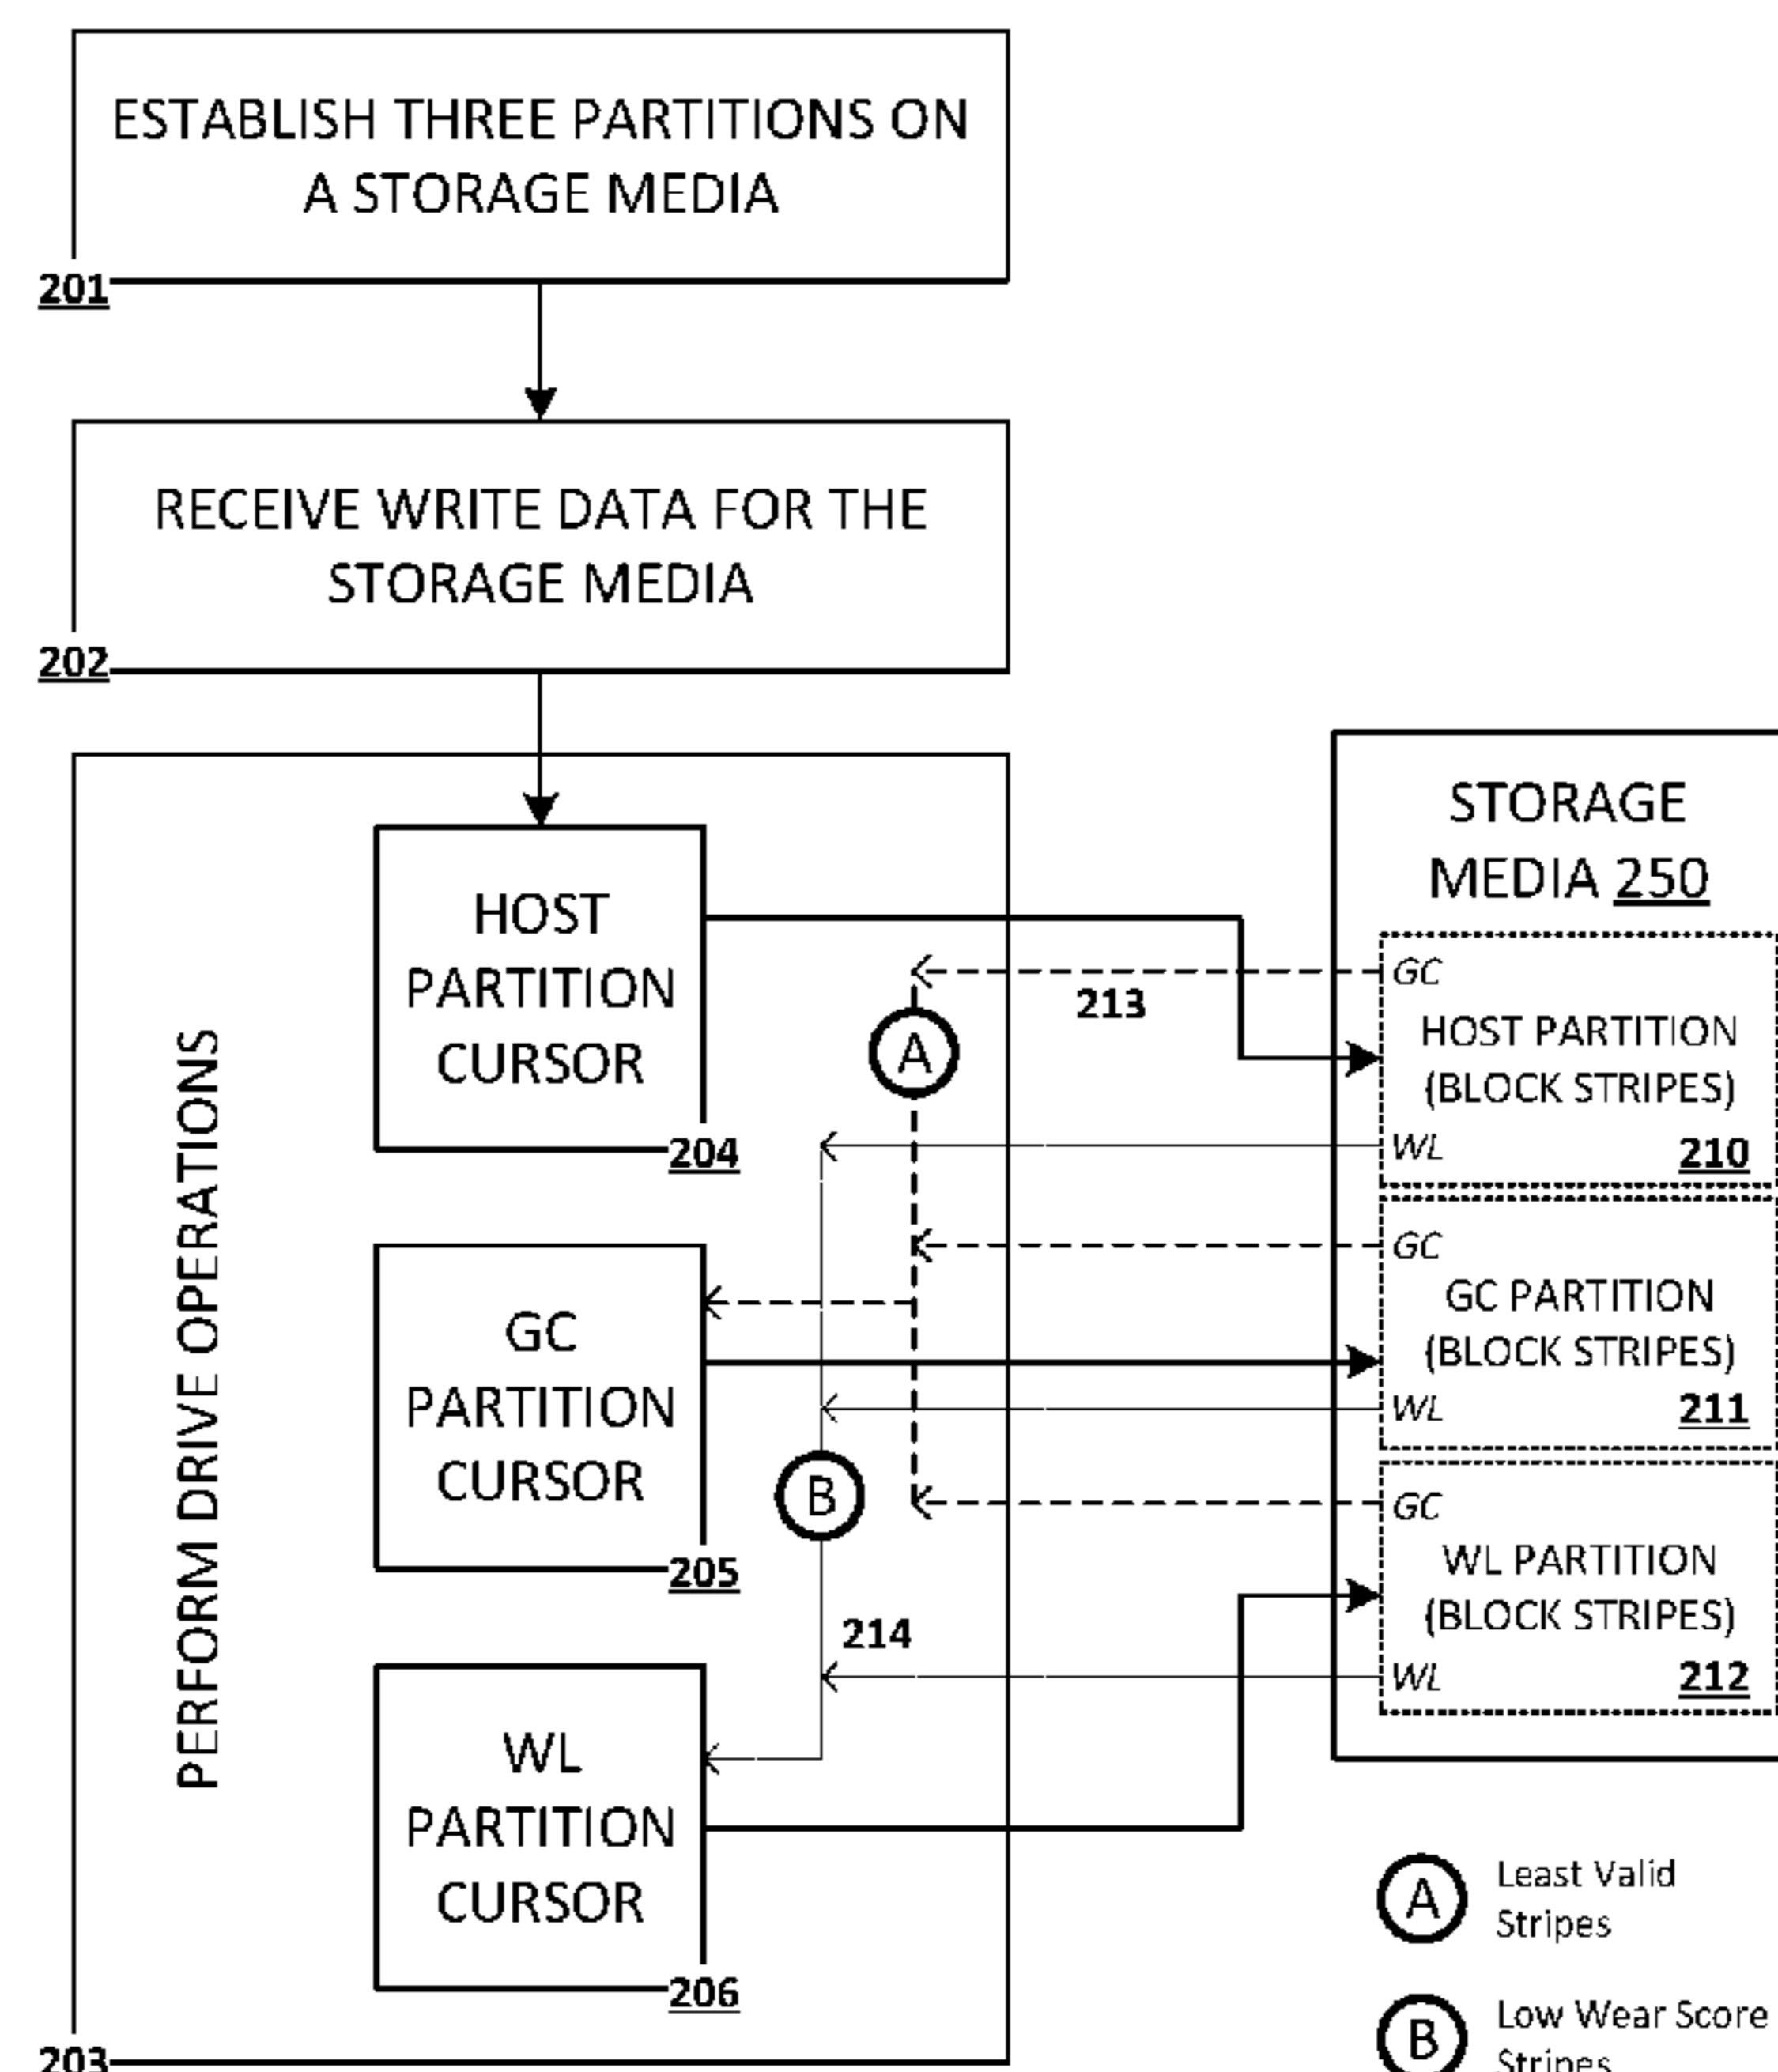 ESTABLISH THREE PARTITIONS ON
A STORAGE MEDIA
201
RECEIVE WRITE DATA FOR THE
STORAGE MEDIA
202
PERFORM DRIVE OPERATIONS
HOST
PARTITION
CURSOR
204
GC
PARTITION
CURSOR
205
WL
PARTITION
CURSOR
206
203
A
213
B
214
STORAGE
MEDIA 250
GC
HOST PARTITION
(BLOCK STRIPES)
WL 210
GC
GC PARTITION
(BLOCK STRIPES)
WL 211
GC
WL PARTITION
(BLOCK STRIPES)
WL 212
A Least Valid
Stripes
B Low Wear Score
Stripes